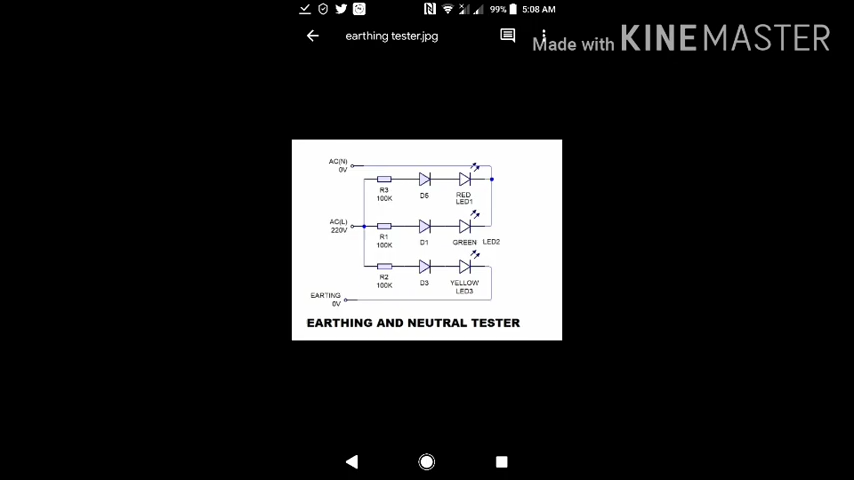 99% 5:08 AM
earthing tester.jpg
Made with KINEMASTER
AC(N)
0V
R3
100K
D5
RED
LED1
AC(L)
220V
R1
100K
D1
GREEN LED2
R2
100K
D3
YELLOW
LED3
EARTING
0V
EARTHING AND NEUTRAL TESTER